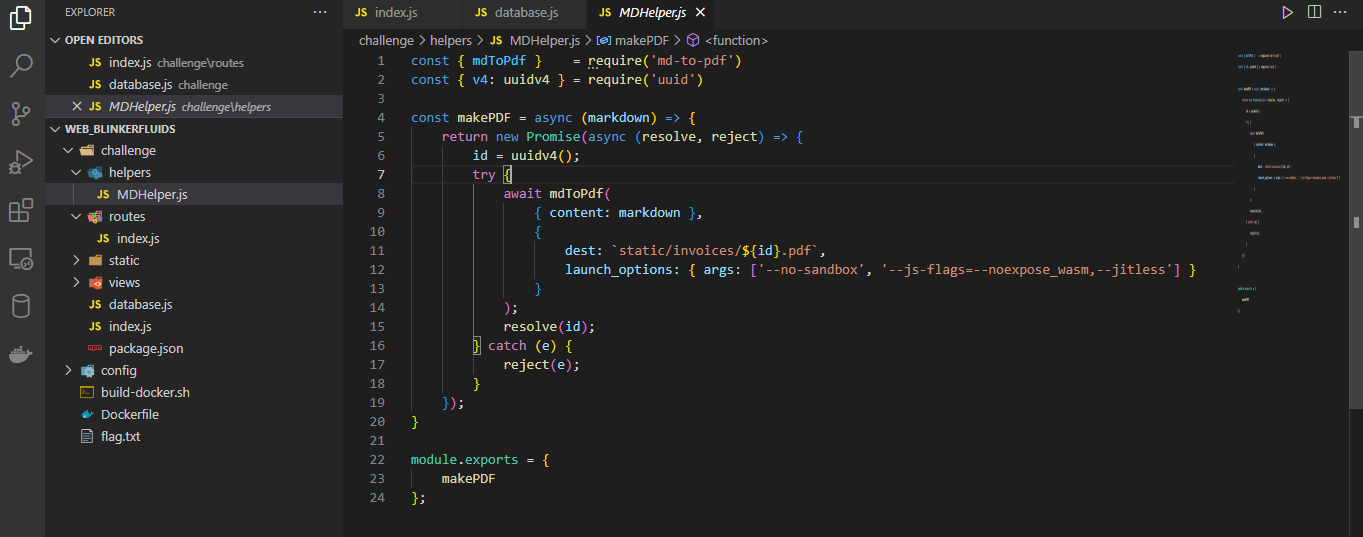 EXPLORER
OPEN EDITORS
JS index.js challenge\routes
JS database.js challenge
JS MDHelper.js challenge\helpers
WEB_BLINKERFLUIDS
challenge
helpers
JS MDHelper.js
routes
JS index.js
static
views
JS database.js
JS index.js
package.json
config
build-docker.sh
Dockerfile
flag.txt
JS index.js JS database.js JS MDHelper.js
challenge > helpers > JS MDHelper.js > makePDF > <function>
1 const { mdToPdf }    = require('md-to-pdf')
2 const { v4: uuidv4 } = require('uuid')
3
4 const makePDF = async (markdown) => {
5     return new Promise(async (resolve, reject) => {
6         id = uuidv4();
7         try {
8             await mdToPdf(
9                 { content: markdown },
10                 {
11                     dest: `static/invoices/${id}.pdf`,
12                     launch_options: { args: ['--no-sandbox', '--js-flags=--noexpose_wasm,--jitless'] }
13                 }
14             );
15             resolve(id);
16         } catch (e) {
17             reject(e);
18         }
19     });
20 }
21
22 module.exports = {
23     makePDF
24 };